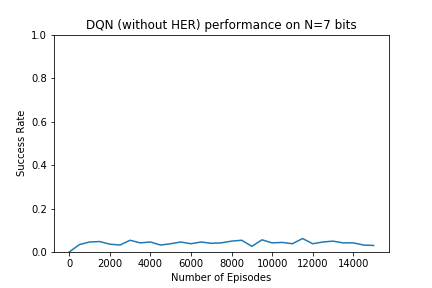 DQN (without HER) performance on N=7 bits
1.0
0.8
0.6
0.4
0.2
0.0
Success Rate
0 2000 4000 6000 8000 10000 12000 14000
Number of Episodes